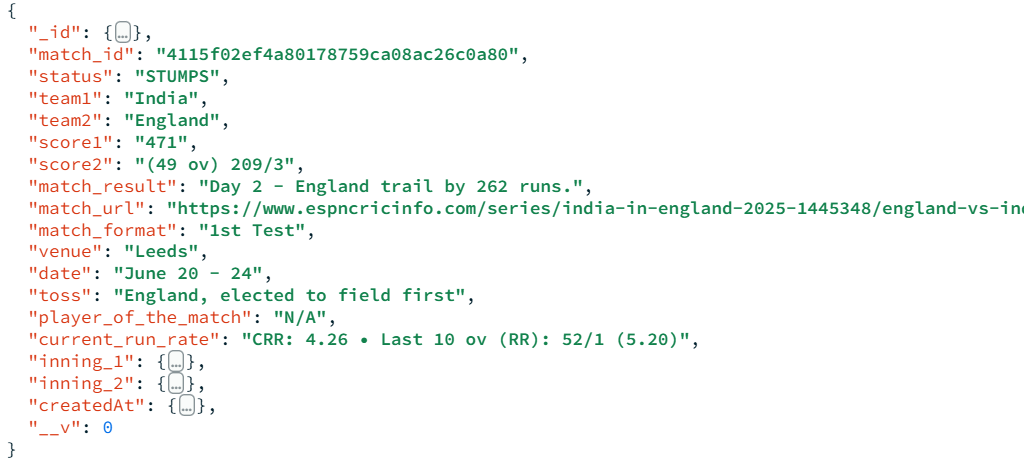 {
"_id": {…},
"match_id": "4115f02ef4a80178759ca08ac26c0a80",
"status": "STUMPS",
"team1": "India",
"team2": "England",
"score1": "471",
"score2": "(49 ov) 209/3",
"match_result": "Day 2 - England trail by 262 runs.",
"match_url": "https://www.espncricinfo.com/series/india-in-england-2025-1445348/england-vs-ind
"match_format": "1st Test",
"venue": "Leeds",
"date": "June 20 - 24",
"toss": "England, elected to field first",
"player_of_the_match": "N/A",
"current_run_rate": "CRR: 4.26 • Last 10 ov (RR): 52/1 (5.20)",
"inning_1": {…},
"inning_2": {…},
"createdAt": {…},
"__v": 0
}